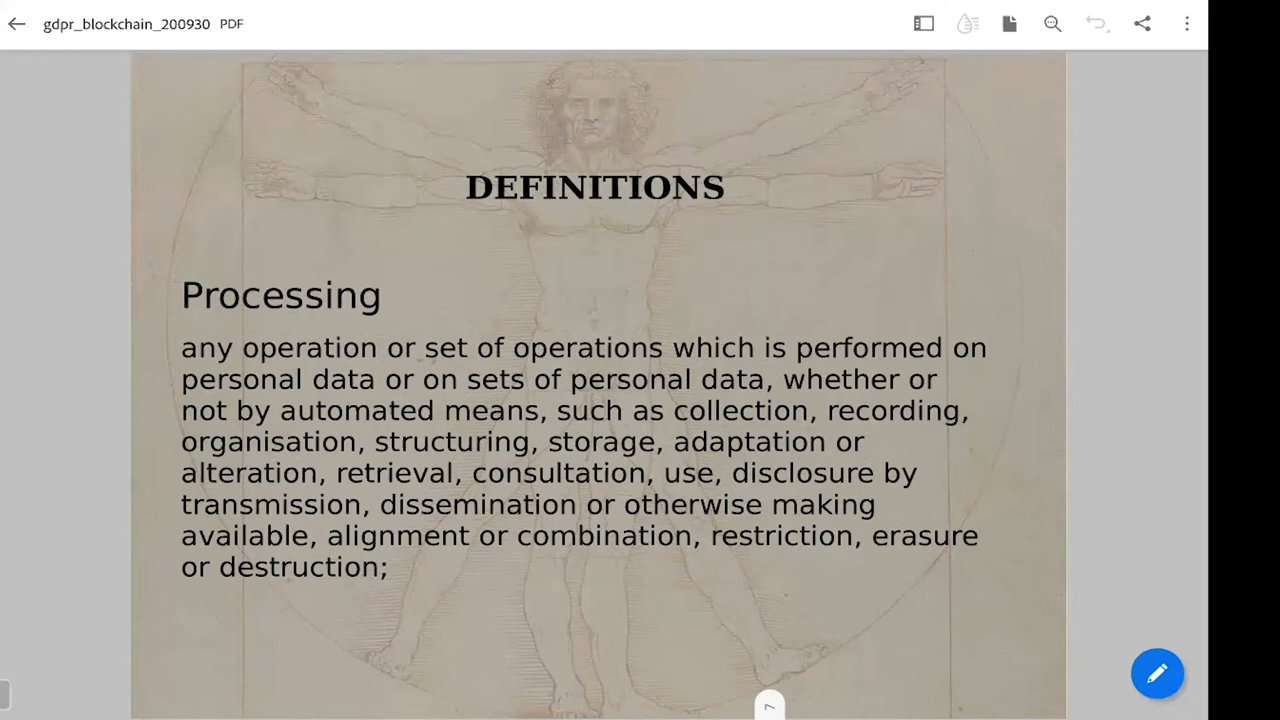 gdpr_blockchain_200930 PDF
DEFINITIONS
Processing
any operation or set of operations which is performed on
personal data or on sets of personal data, whether or
not by automated means, such as collection, recording,
organisation, structuring, storage, adaptation or
alteration, retrieval, consultation, use, disclosure by
transmission, dissemination or otherwise making
available, alignment or combination, restriction, erasure
or destruction;
7